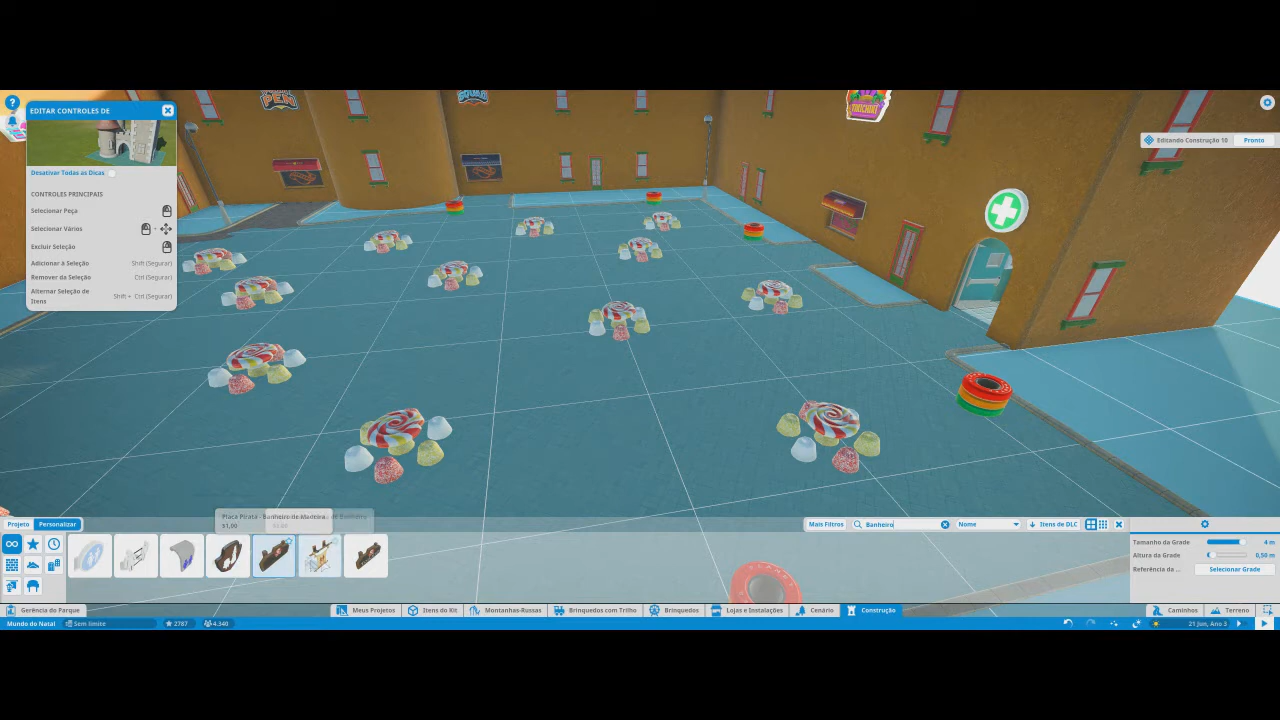 ?
EDITAR CONTROLES DE
Desativar Todas as Dicas
CONTROLES PRINCIPAIS
Selecionar Peça
Selecionar Vários
Excluir Seleção
Adicionar à Seleção Shift (Segurar)
Remover da Seleção Ctrl (Segurar)
Alternar Seleção de Itens Shift + Ctrl (Segurar)
PEN
SQUAD
Editando Construção 10 Pronto
Placa Pirata - Banheiro de Madeira
$1,00
Projeto Personalizar
Mais Filtros Banheiro Nome Itens de DLC
Tamanho da Grade 4 m
Altura da Grade 0,50 m
Referência da ... Selecionar Grade
Gerência do Parque Meus Projetos Itens do Kit Montanhas-Russas Brinquedos com Trilho Brinquedos Lojas e Instalações Cenário Construção Caminhos Terreno
Mundo do Natal Sem limite 2787 4.340 21 Jun, Ano 3